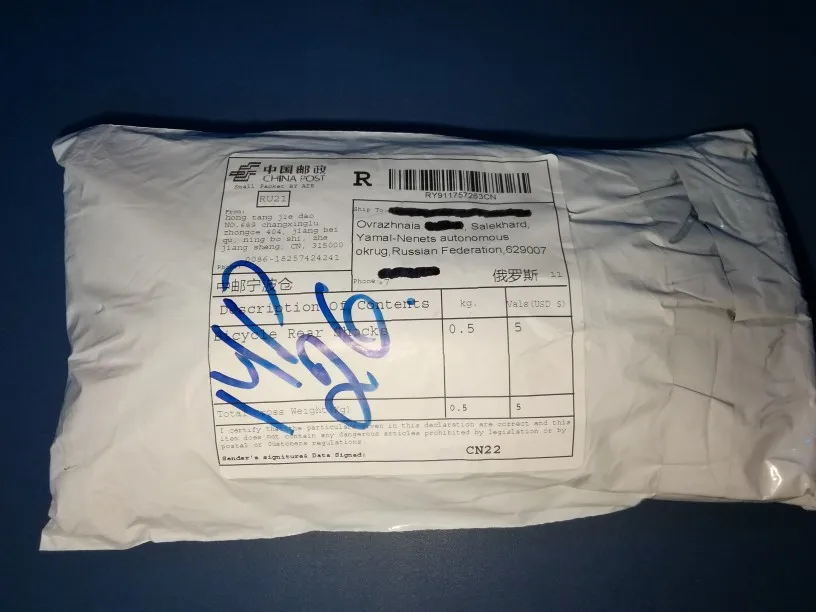 中国邮政
CHINA POST
Small Packet BY AIR
RU21
R
RY911757263CN
From:
hong tang jie dao
NO.689 changxinglu
zhongce 404, jiang bei
qu, ning bo shi, zhe
jiang sheng, CN, 315000
0086-15257424241
Ship To:
Ovrazhnaia , Salekhard,
Yamal-Nenets autonomous
okrug,Russian Federation,629007
Phone:+7
俄罗斯 11
中邮宁波仓
Description Of Contents kg. Vals(USD $)
Bicycle Rear Shocks 0.5 5
Total Gross Weight(Kg) 0.5 5
I certify that the particulars given in this declaration are correct and this
item does not contain any dangerous articles prohibited by legislation or by
postal or Customers regulations.
Sender's signiture& Data Signed:
CN22